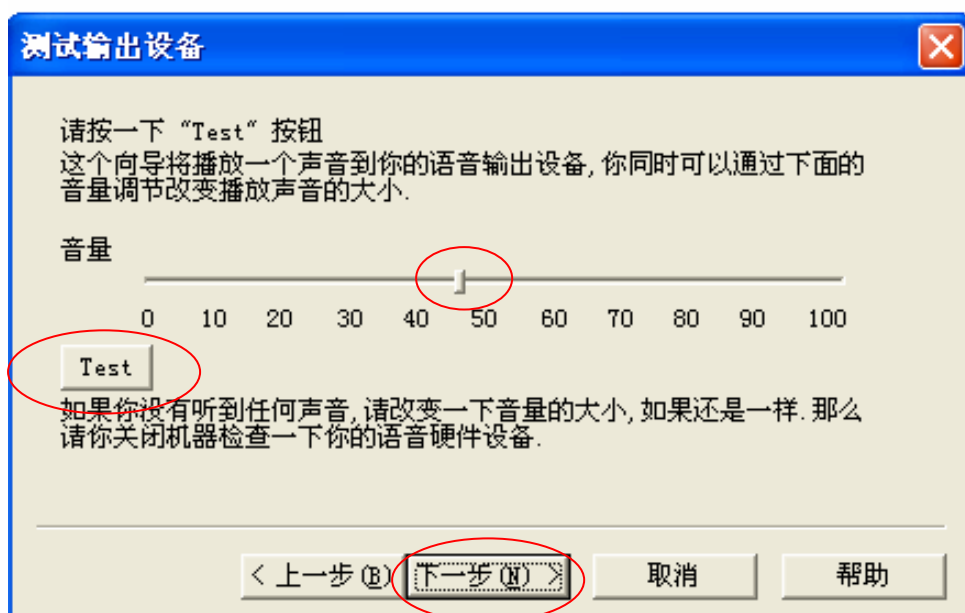 测试输出设备
请按一下 “Test” 按钮
这个向导将播放一个声音到你的语音输出设备,你同时可以通过下面的
音量调节改变播放声音的大小.
音量
0 10 20 30 40 50 60 70 80 90 100
Test
如果你没有听到任何声音,请改变一下音量的大小,如果还是一样.那么
请你关闭机器检查一下你的语音硬件设备.
< 上一步(B) 下一步(N) > 取消 帮助